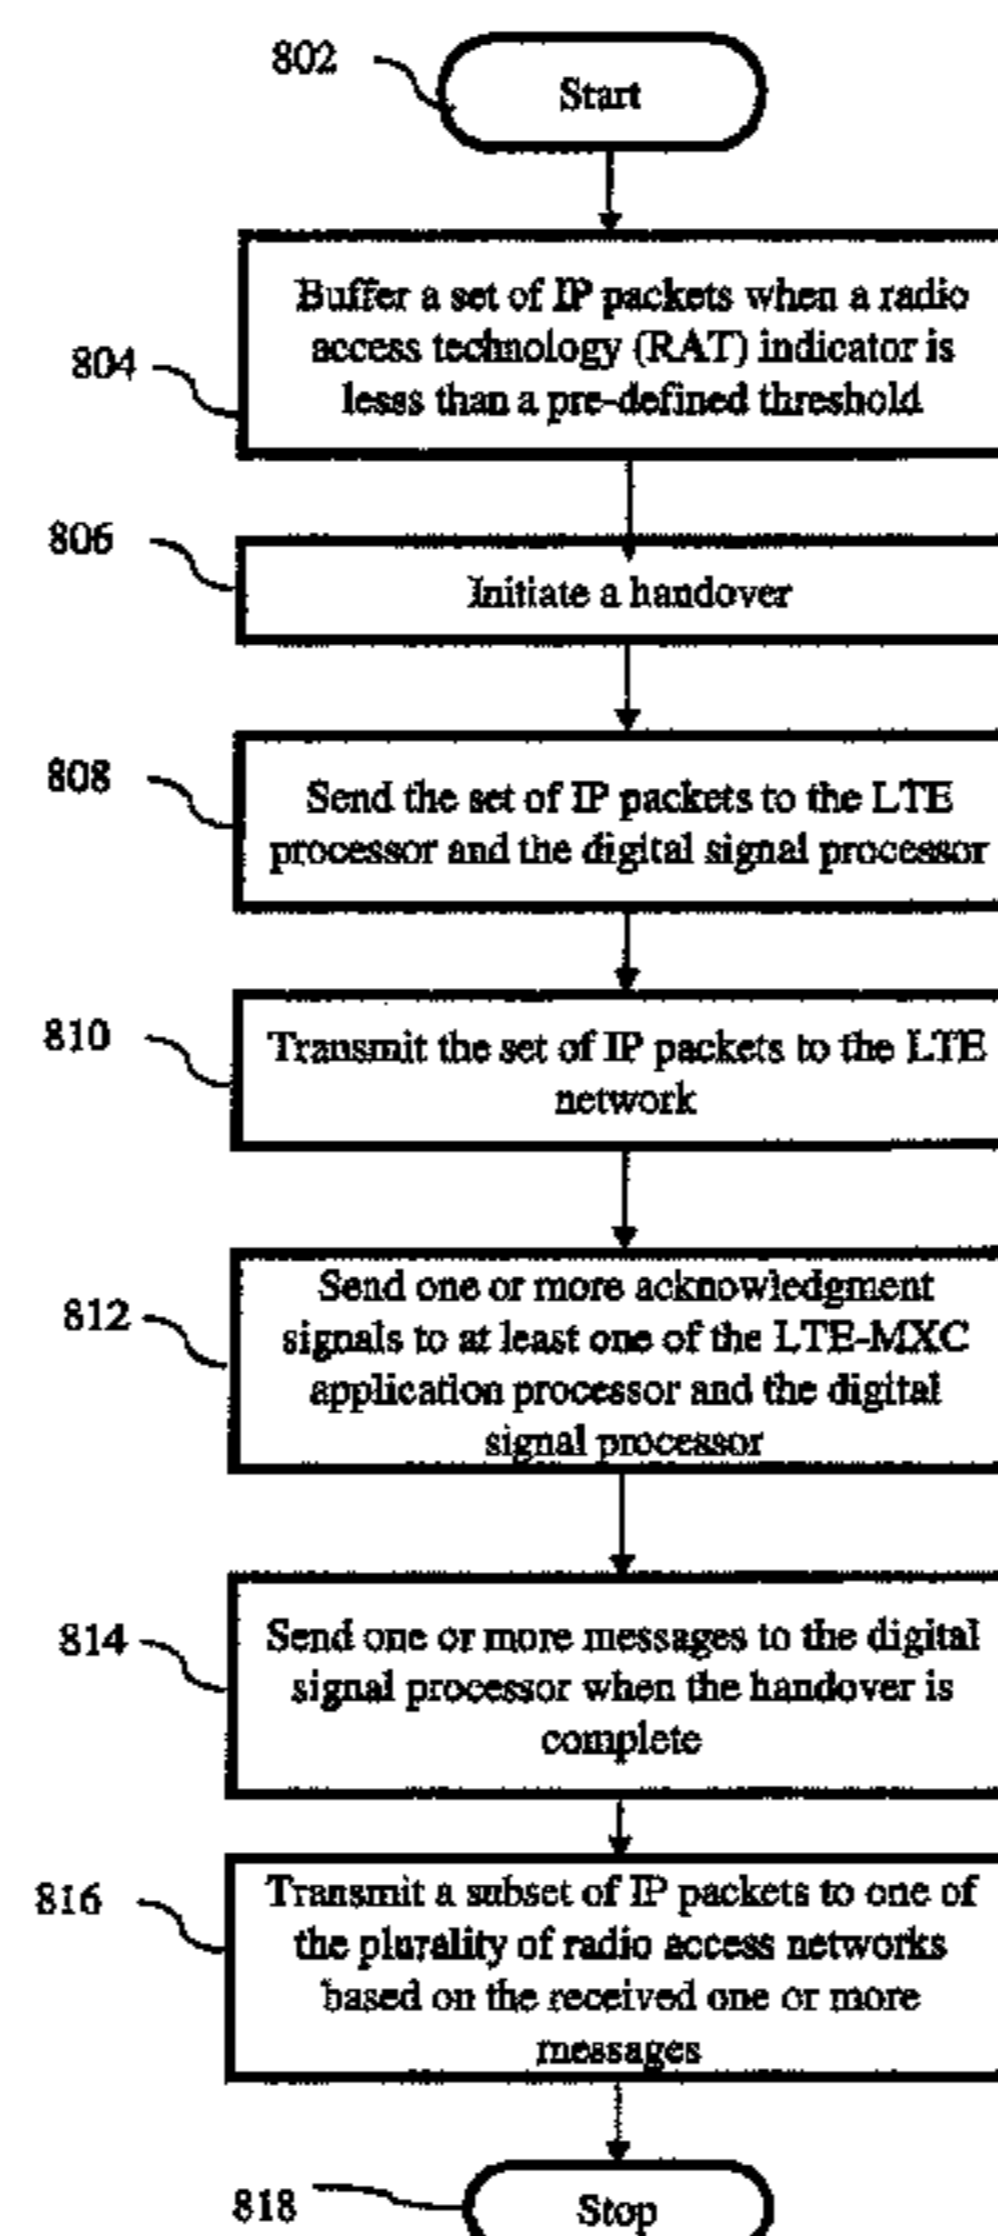 802
Start
804
Buffer a set of IP packets when a radio
access technology (RAT) indicator is
lesss than a pre-defined threshold
806
Initiate a handover
808
Send the set of IP packets to the LTE
processor and the digital signal processor
810
Transmit the set of IP packets to the LTE
network
812
Send one or more acknowledgment
signals to at least one of the LTE-MXC
application processor and the digital
signal processor
814
Send one or more messages to the digital
signal processor when the handover is
complete
816
Transmit a subset of IP packets to one of
the plurality of radio access networks
based on the received one or more
messages
818
Stop